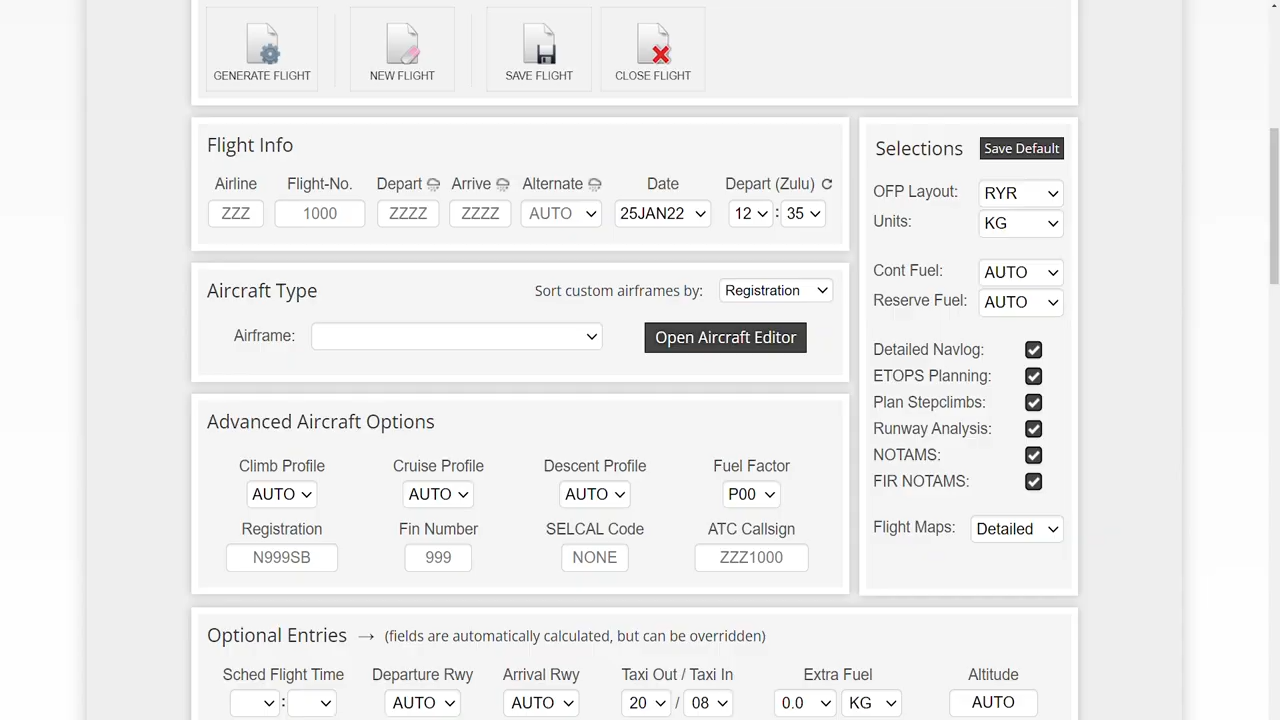 GENERATE FLIGHT NEW FLIGHT SAVE FLIGHT CLOSE FLIGHT
Flight Info
Airline Flight-No. Depart Arrive Alternate Date Depart (Zulu)
ZZZ 1000 ZZZZ ZZZZ AUTO 25JAN22 12 : 35
Aircraft Type Sort custom airframes by: Registration
Airframe: Open Aircraft Editor
Advanced Aircraft Options
Climb Profile Cruise Profile Descent Profile Fuel Factor
AUTO AUTO AUTO P00
Registration Fin Number SELCAL Code ATC Callsign
N999SB 999 NONE ZZZ1000
Selections Save Default
OFP Layout: RYR
Units: KG
Cont Fuel: AUTO
Reserve Fuel: AUTO
Detailed Navlog:
ETOPS Planning:
Plan Stepclimbs:
Runway Analysis:
NOTAMS:
FIR NOTAMS:
Flight Maps: Detailed
Optional Entries → (fields are automatically calculated, but can be overridden)
Sched Flight Time Departure Rwy Arrival Rwy Taxi Out / Taxi In Extra Fuel Altitude
: AUTO AUTO 20 / 08 0.0 KG AUTO